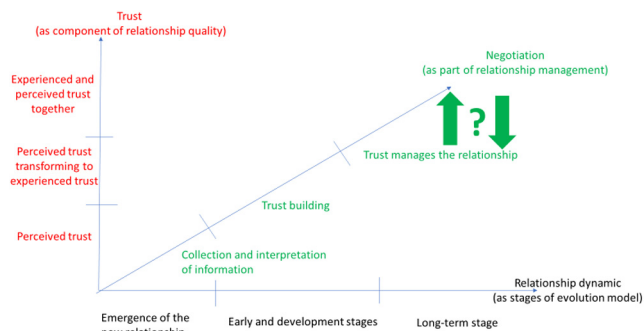 Trust
(as component of relationship quality)
Experienced and
perceived trust
together
Perceived trust
transforming to
experienced trust
Perceived trust
Negotiation
(as part of relationship management)
?
Trust manages the relationship
Trust building
Collection and interpretation
of information
Relationship dynamic
(as stages of evolution model)
Emergence of the
new relationship
Early and development stages
Long-term stage